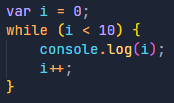 var i = 0;
while (i < 10) {
    console.log(i);
    i++;
}